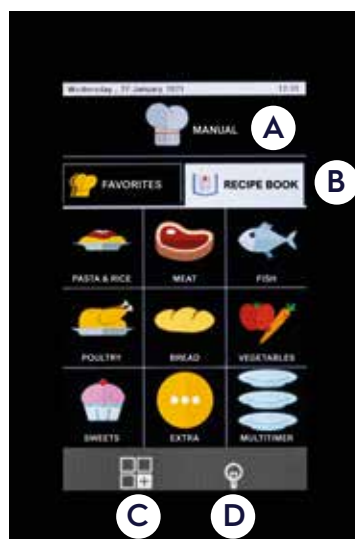 MANUAL A
FAVORITES RECIPE BOOK B
PASTA & RICE MEAT FISH
POULTRY BREAD VEGETABLES
SWEETS EXTRA MULTITIMER
C D